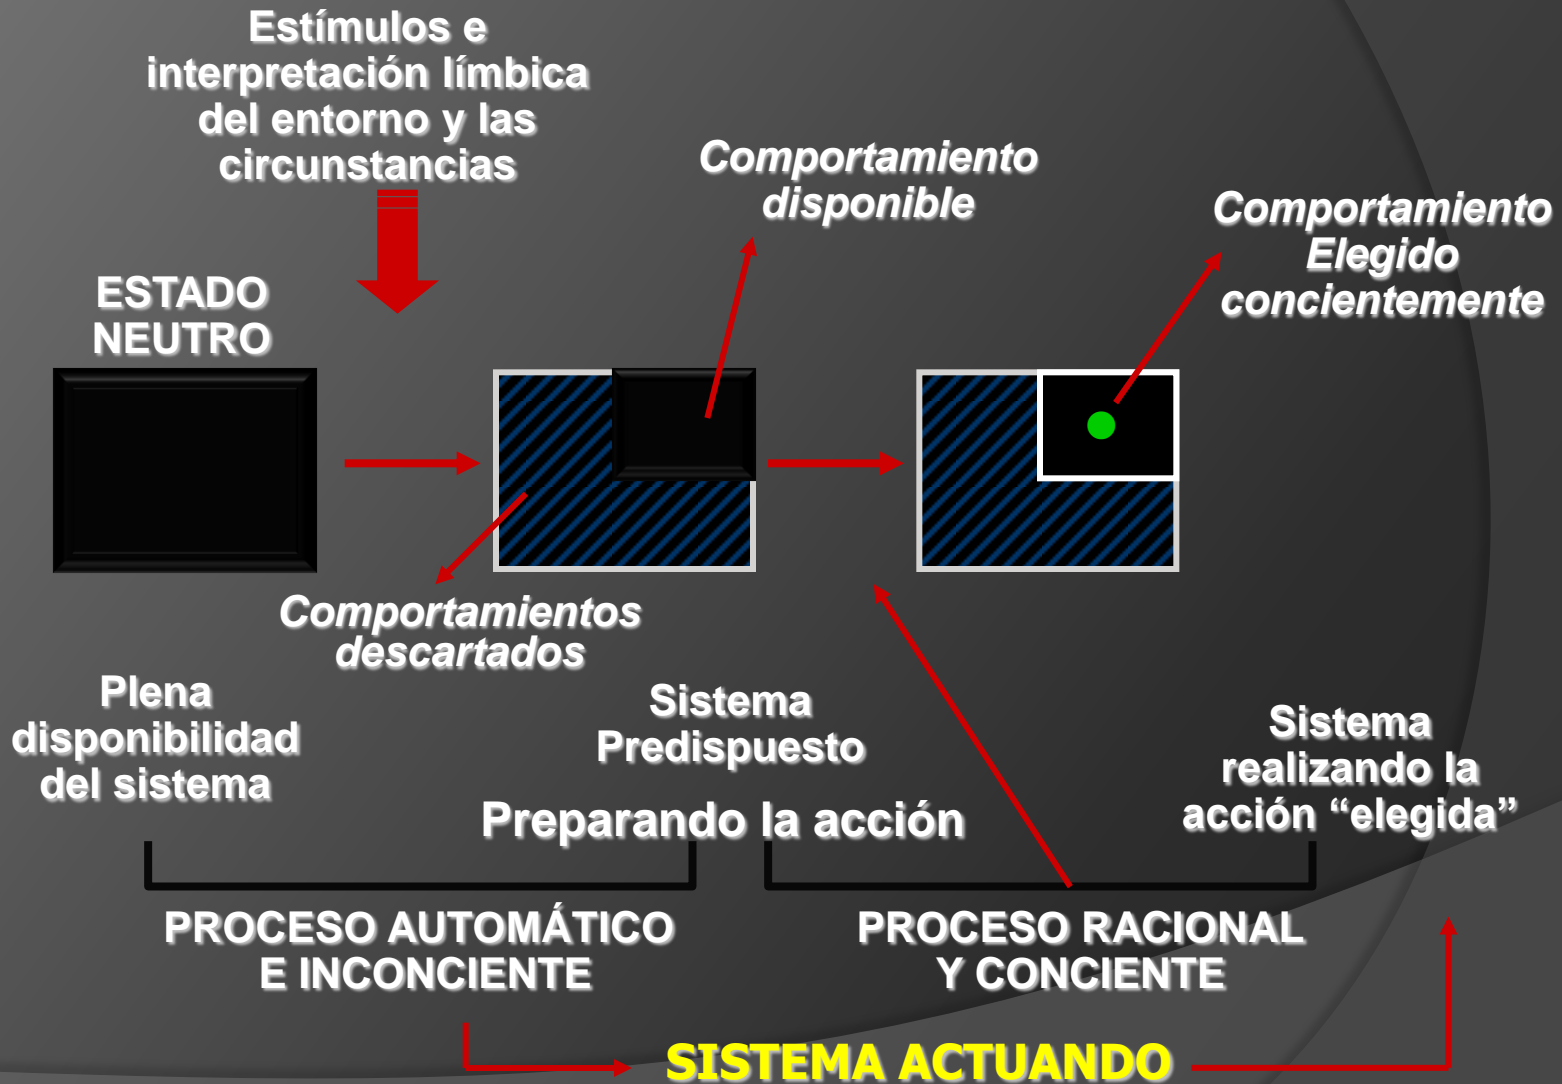 Estímulos e
interpretación límbica
del entorno y las
circunstancias
Comportamiento
disponible
Comportamiento
Elegido
concientemente
ESTADO
NEUTRO
Comportamientos
descartados
Plena
disponibilidad
del sistema
Sistema
Predispuesto
Preparando la acción
Sistema
realizando la
acción “elegida”
PROCESO AUTOMÁTICO
E INCONCIENTE
PROCESO RACIONAL
Y CONCIENTE
SISTEMA ACTUANDO